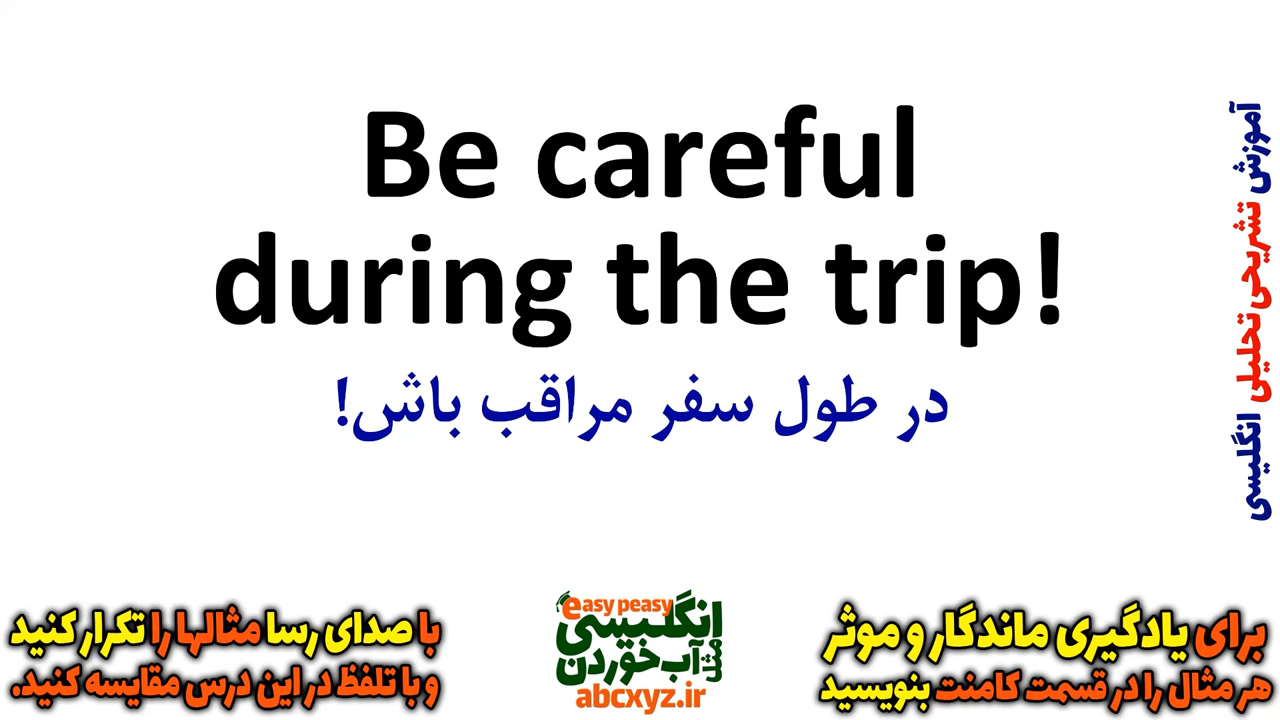 Be careful
during the trip!
در طول سفر مراقب باش!
آموزش تشریحی تحلیلی انگلیسی
برای یادگیری ماندگار و موثر
هر مثال را در قسمت کامنت بنویسید
easy peasy
انگلیسی
مثل آب خوردن
abcxyz.ir
با صدای رسا مثالها را تکرار کنید
و با تلفظ در این درس مقایسه کنید.